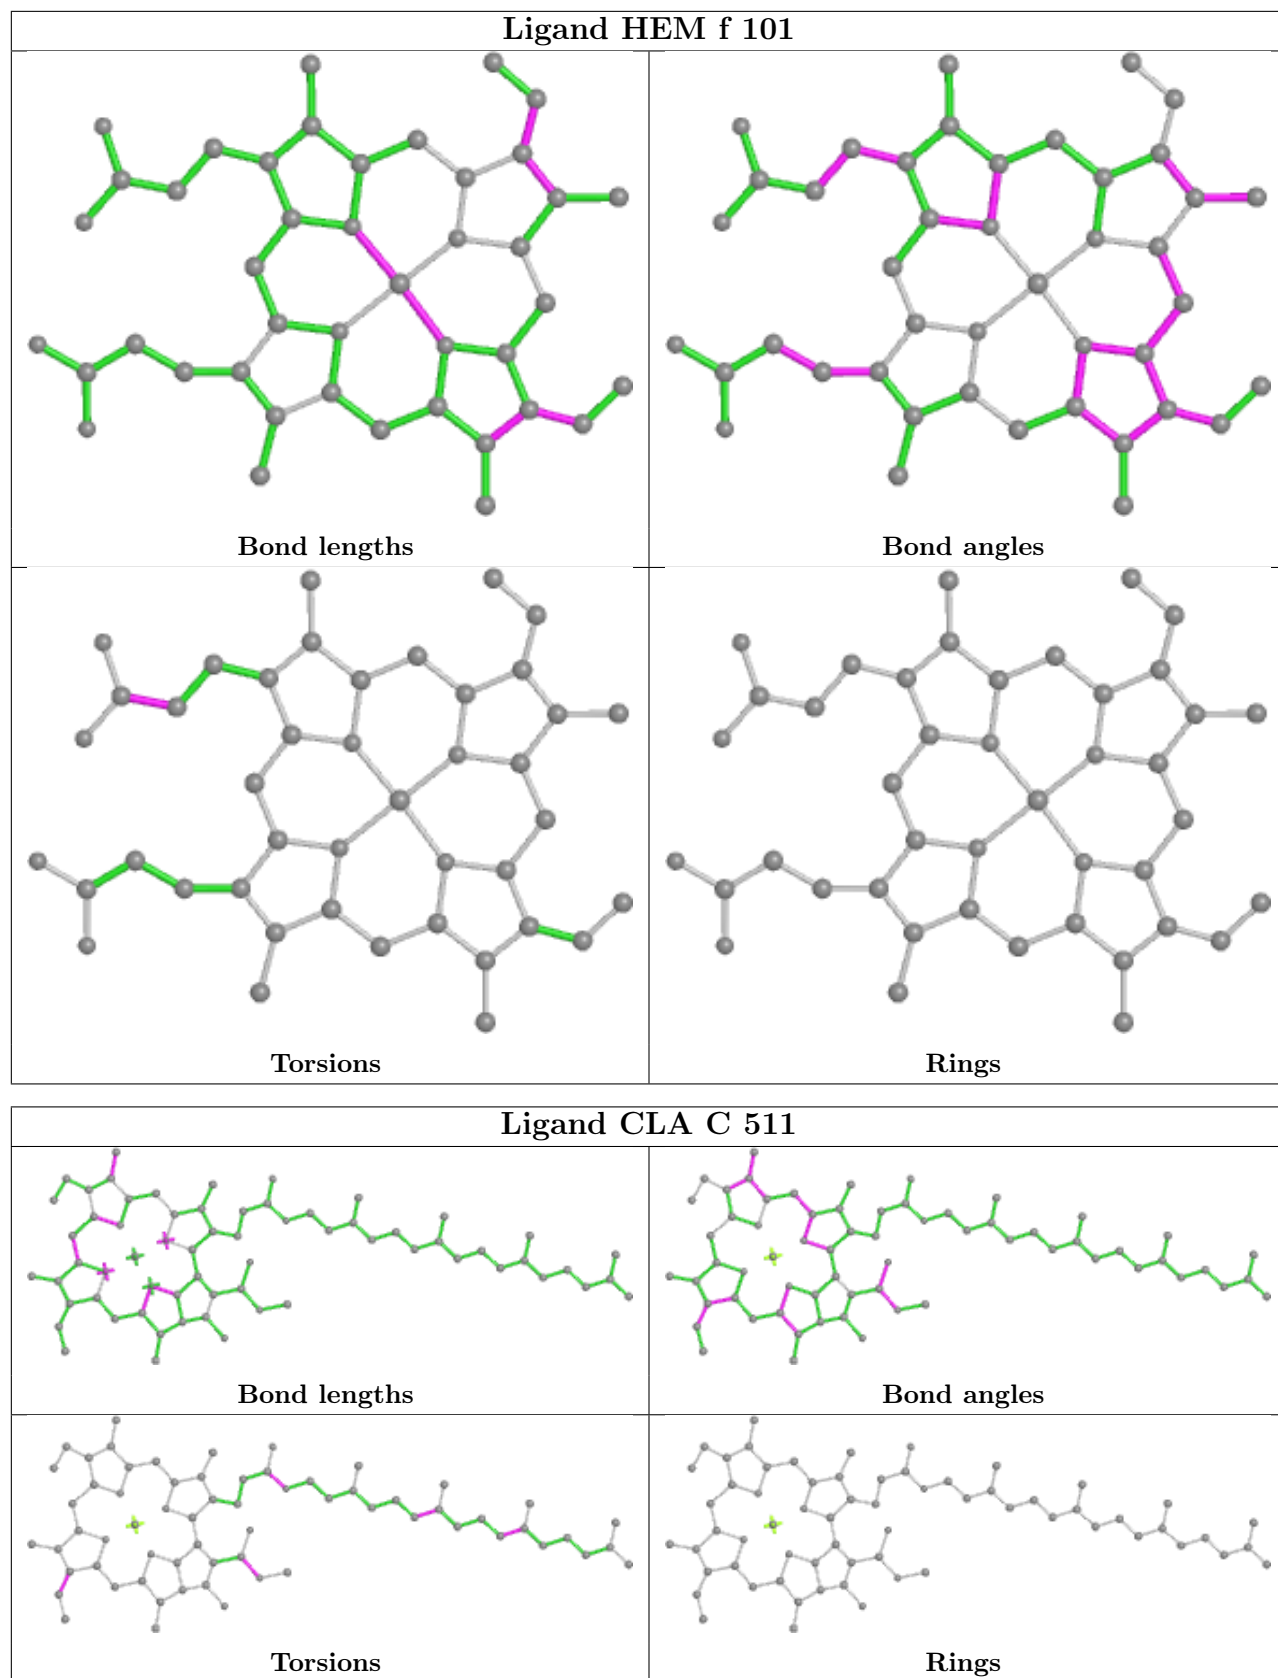 Ligand HEM f 101
Bond lengths
Bond angles
Torsions
Rings
Ligand CLA C 511
Bond lengths
Bond angles
Torsions
Rings